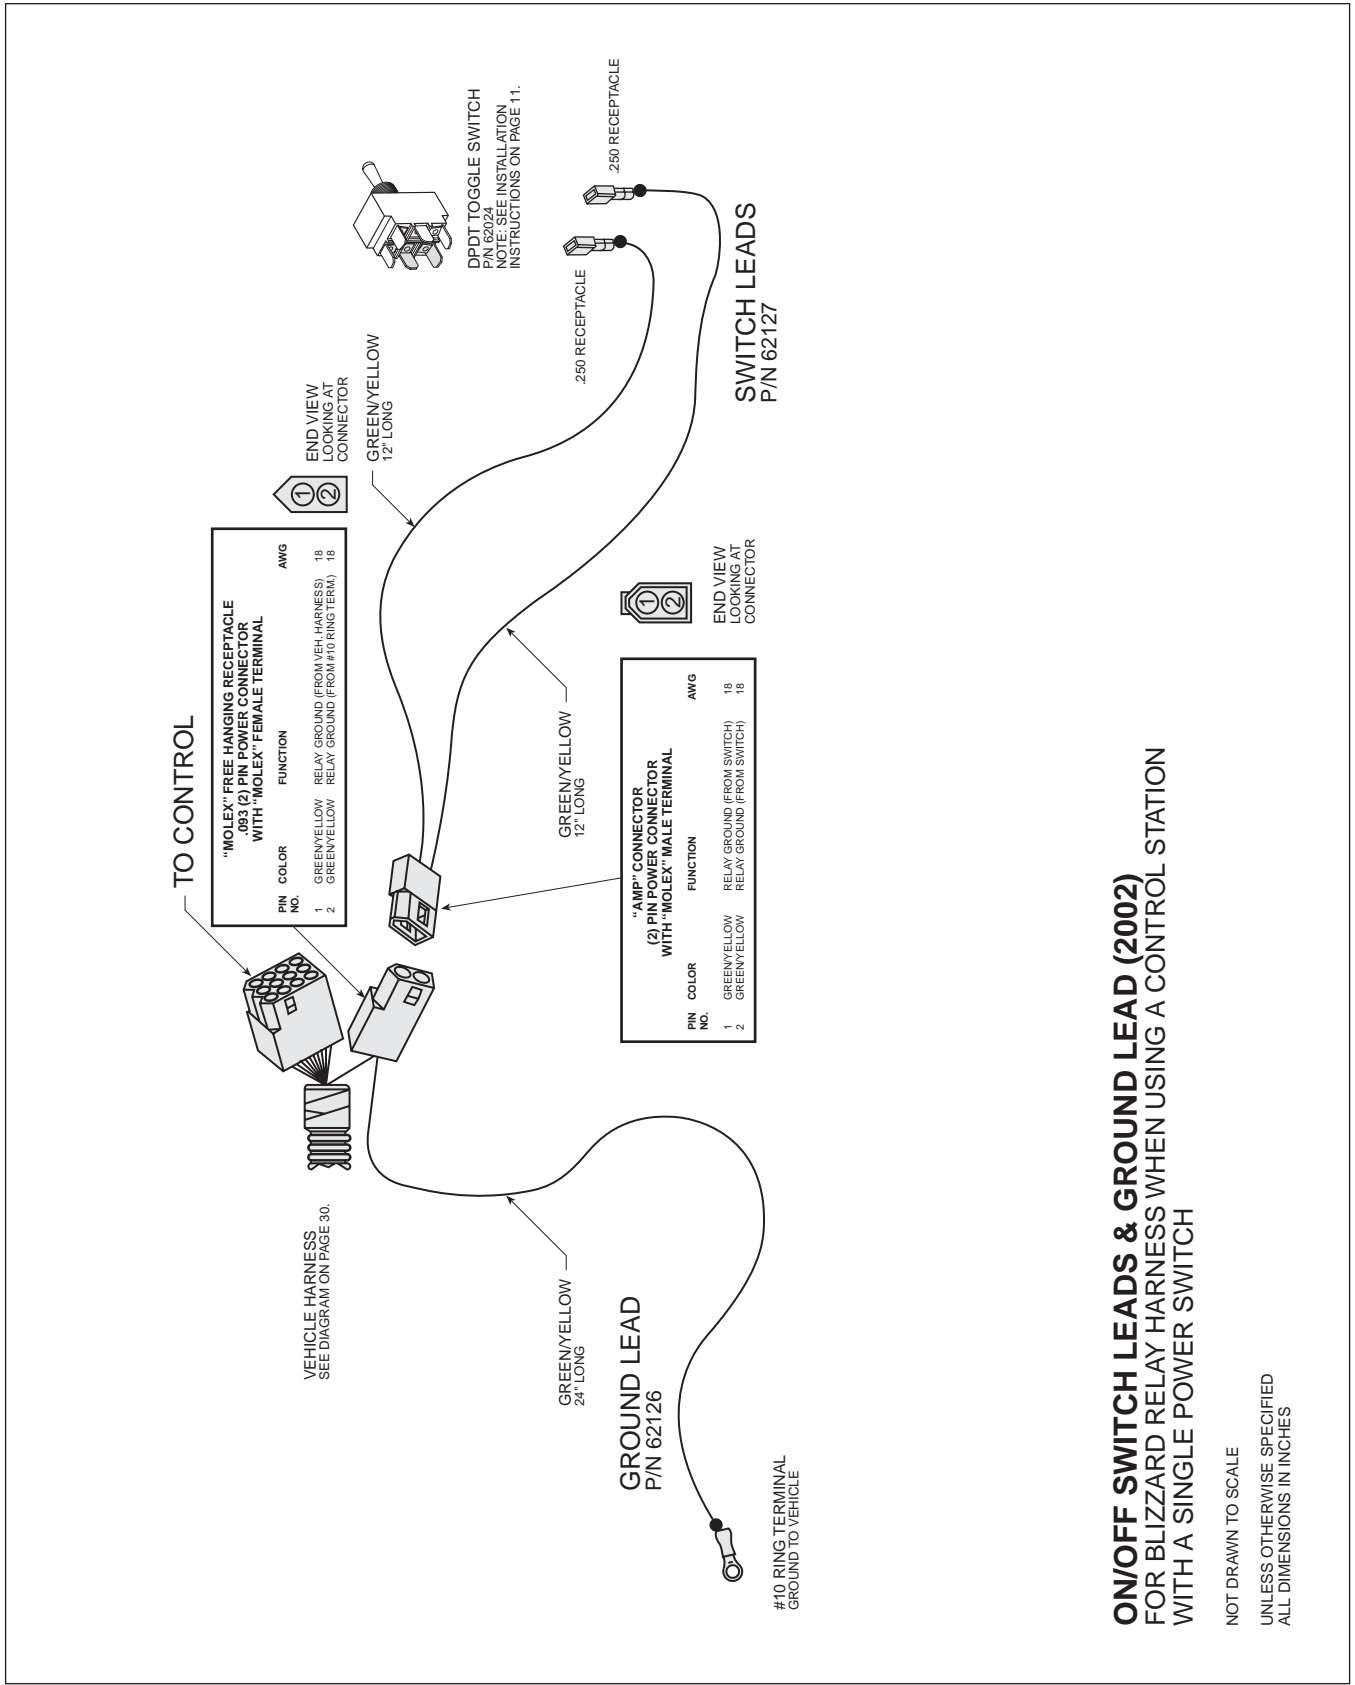 TO CONTROL
"MOLEX" FREE HANGING RECEPTACLE
.093 (2) PIN POWER CONNECTOR
WITH "MOLEX" FEMALE TERMINAL
PIN COLOR FUNCTION AWG
NO.
1 GREEN/YELLOW RELAY GROUND (FROM VEH. HARNESS) 18
2 GREEN/YELLOW RELAY GROUND (FROM #10 RING TERM.) 18
1
2
END VIEW
LOOKING AT
CONNECTOR
GREEN/YELLOW
12" LONG
DPDT TOGGLE SWITCH
P/N 62024
NOTE: SEE INSTALLATION
INSTRUCTIONS ON PAGE 11.
.250 RECEPTACLE
.250 RECEPTACLE
SWITCH LEADS
P/N 62127
VEHICLE HARNESS
SEE DIAGRAM ON PAGE 30.
GREEN/YELLOW
12" LONG
1
2
END VIEW
LOOKING AT
CONNECTOR
"AMP" CONNECTOR
(2) PIN POWER CONNECTOR
WITH "MOLEX" MALE TERMINAL
PIN COLOR FUNCTION AWG
NO.
1 GREEN/YELLOW RELAY GROUND (FROM SWITCH) 18
2 GREEN/YELLOW RELAY GROUND (FROM SWITCH) 18
GREEN/YELLOW
24" LONG
GROUND LEAD
P/N 62126
#10 RING TERMINAL
GROUND TO VEHICLE
ON/OFF SWITCH LEADS & GROUND LEAD (2002)
FOR BLIZZARD RELAY HARNESS WHEN USING A CONTROL STATION
WITH A SINGLE POWER SWITCH
NOT DRAWN TO SCALE
UNLESS OTHERWISE SPECIFIED
ALL DIMENSIONS IN INCHES